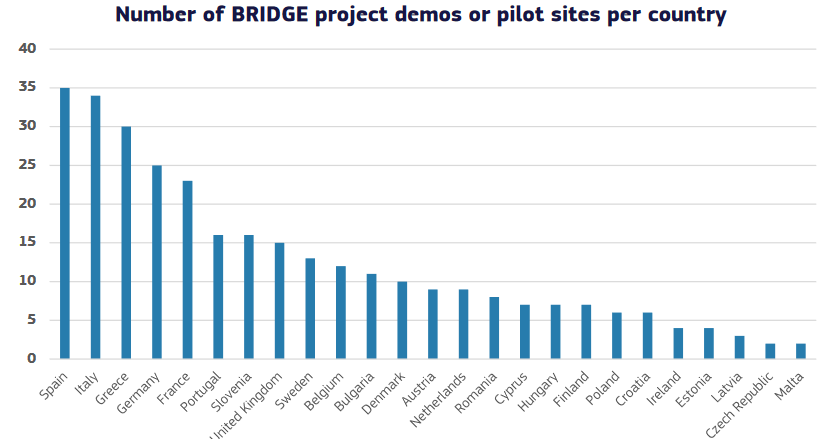 Number of BRIDGE project demos or pilot sites per country
40
35
30
25
20
15
10
5
0
Spain
Italy
Greece
Germany
France
Portugal
Slovenia
United Kingdom
Sweden
Belgium
Bulgaria
Denmark
Austria
Netherlands
Romania
Cyprus
Hungary
Finland
Poland
Croatia
Ireland
Estonia
Latvia
Czech Republic
Malta